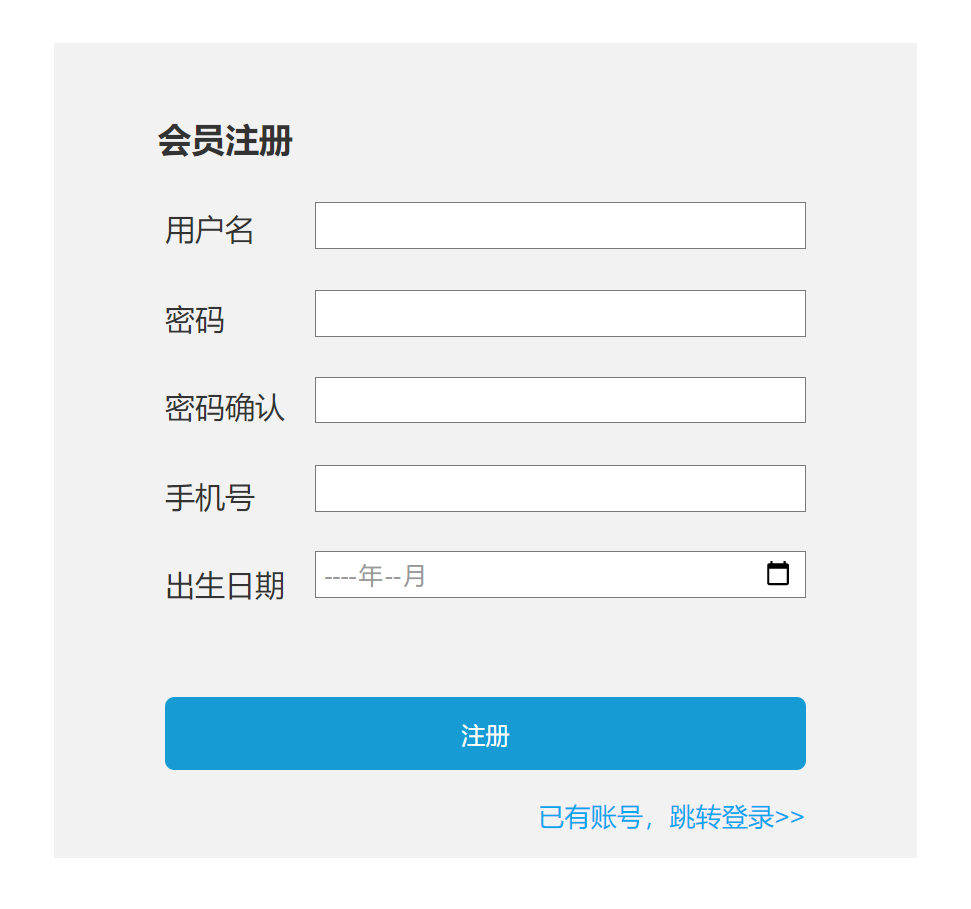 会员注册
用户名
密码
密码确认
手机号
出生日期 ----年--月
注册
已有账号，跳转登录>>